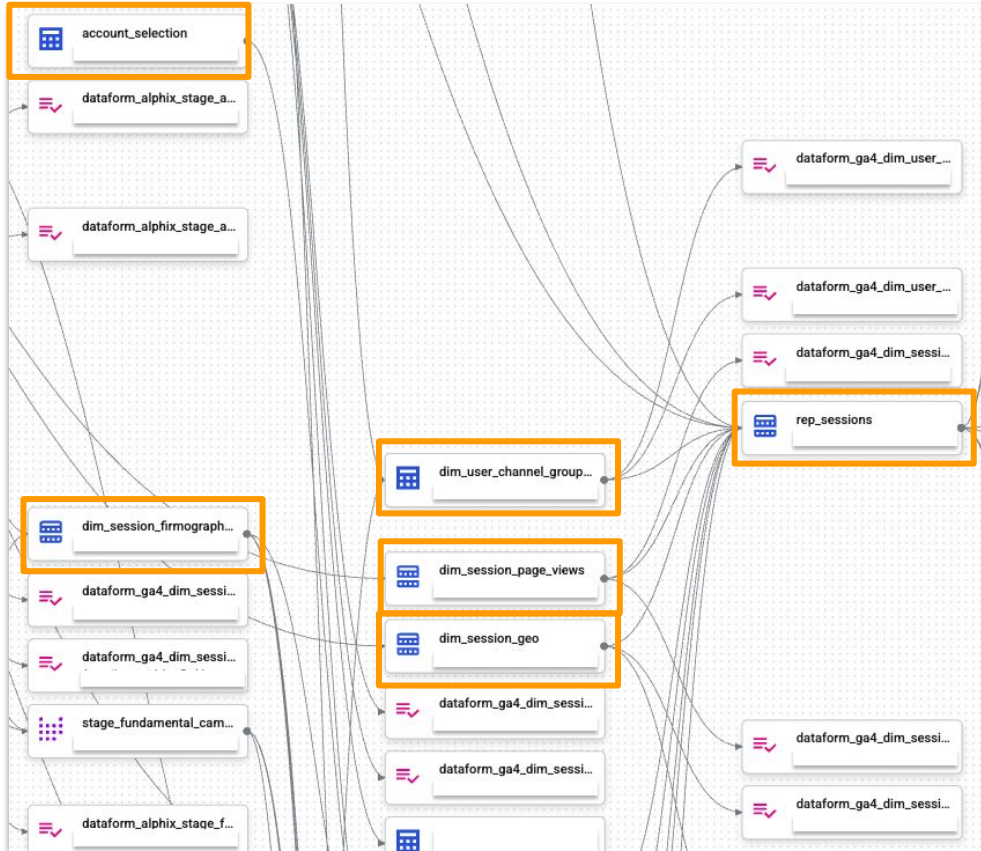 account_selection
dataform_alphix_stage_a...
dataform_alphix_stage_a...
dim_session_firmograph...
dataform_ga4_dim_sessi...
dataform_ga4_dim_sessi...
stage_fundamental_cam...
dataform_alphix_stage_f...
dim_user_channel_group...
dim_session_page_views
dim_session_geo
dataform_ga4_dim_sessi...
dataform_ga4_dim_sessi...
dataform_ga4_dim_user_...
dataform_ga4_dim_user_...
dataform_ga4_dim_sessi...
rep_sessions
dataform_ga4_dim_sessi...
dataform_ga4_dim_sessi...